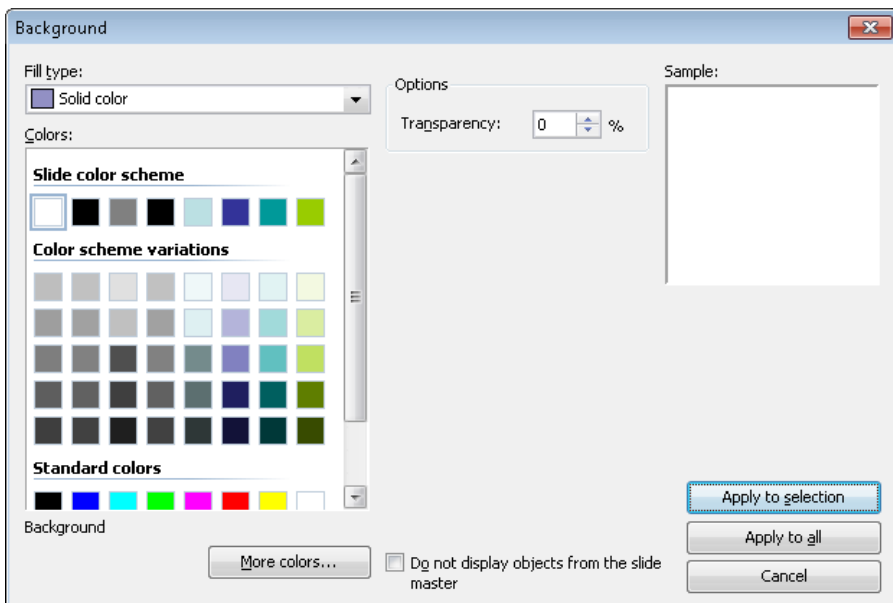 Background
Fill type:
Solid color
Colors:
Slide color scheme
Color scheme variations
Standard colors
Background
More colors...
Options
Transparency:
0
%
Do not display objects from the slide
master
Sample:
Apply to selection
Apply to all
Cancel